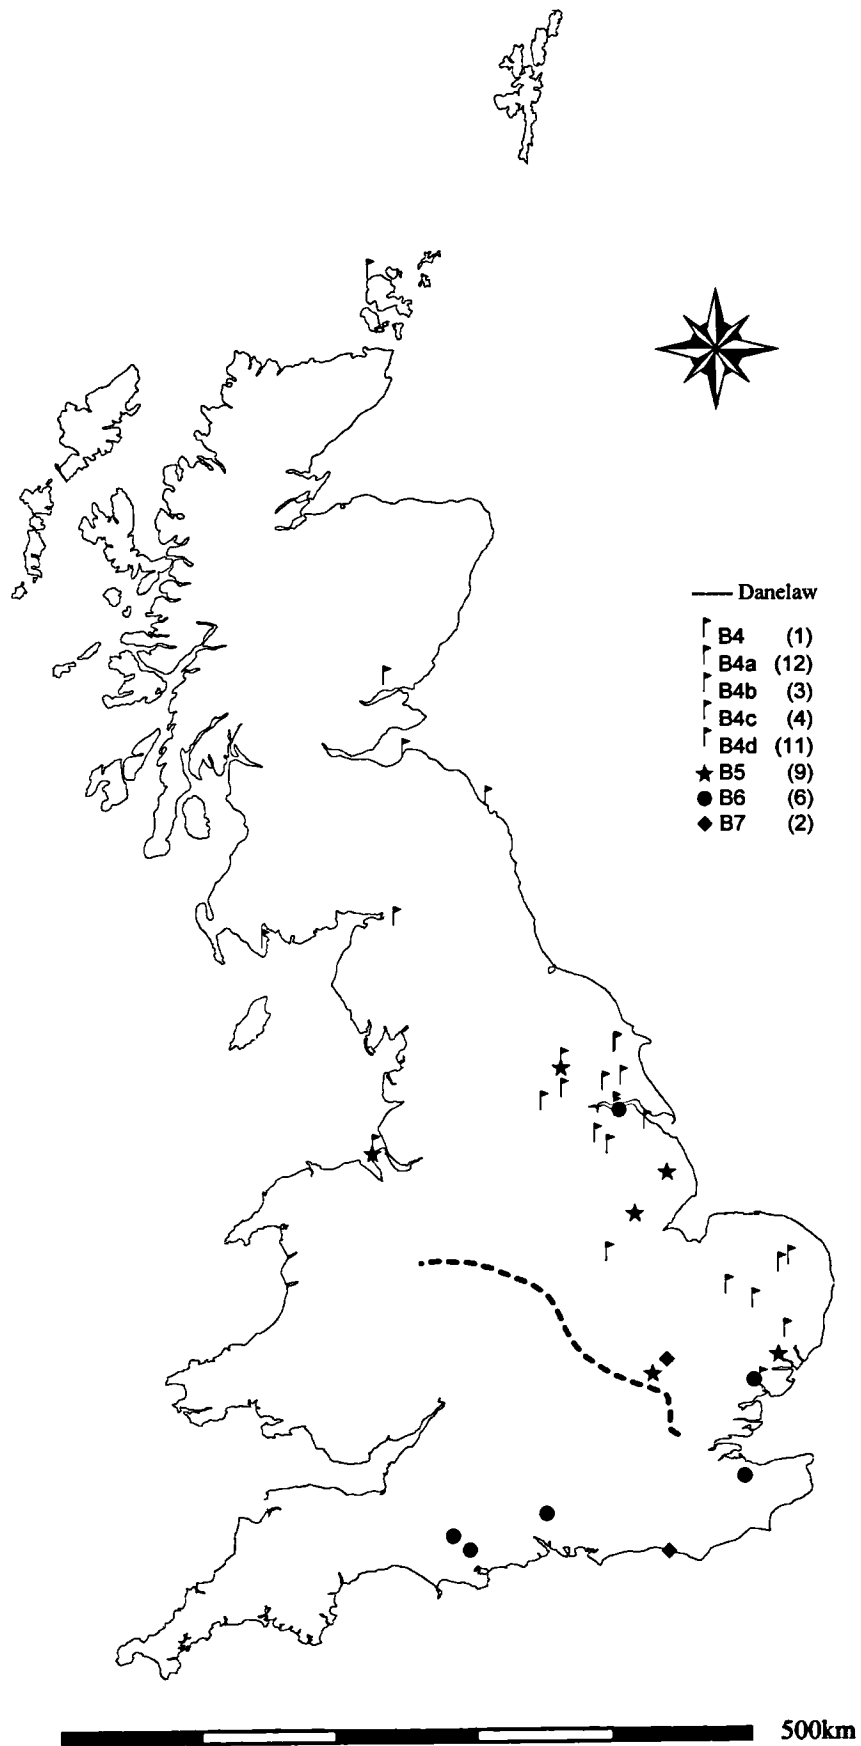 Danelaw
B4 (1)
B4a (12)
B4b (3)
B4c (4)
B4d (11)
B5 (9)
B6 (6)
B7 (2)
500km